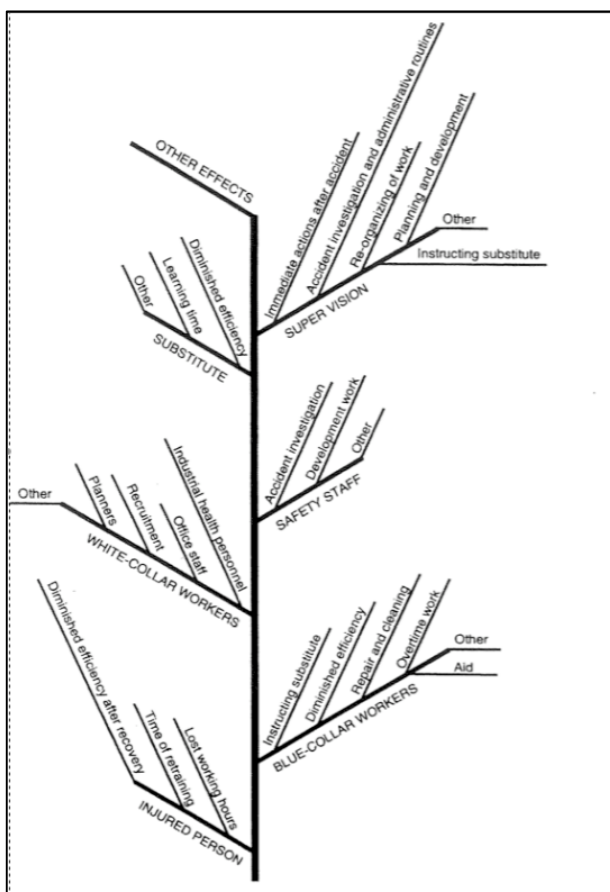 OTHER EFFECTS
Immediate actions after accident
Accident investigation and administrative routines
Re-organizing of work
Planning and development
Other
Instructing substitute
SUPER VISION
Other
Learning time
Diminished efficiency
SUBSTITUTE
Accident investigation
Development work
Other
SAFETY STAFF
Other
Planners
Recruitment
Office staff
Industrial health personnel
WHITE-COLLAR WORKERS
Instructing substitute
Diminished efficiency
Repair and cleaning
Overtime work
Other
Aid
BLUE-COLLAR WORKERS
Diminished efficiency after recovery
Time of retraining
Lost working hours
INJURED PERSON